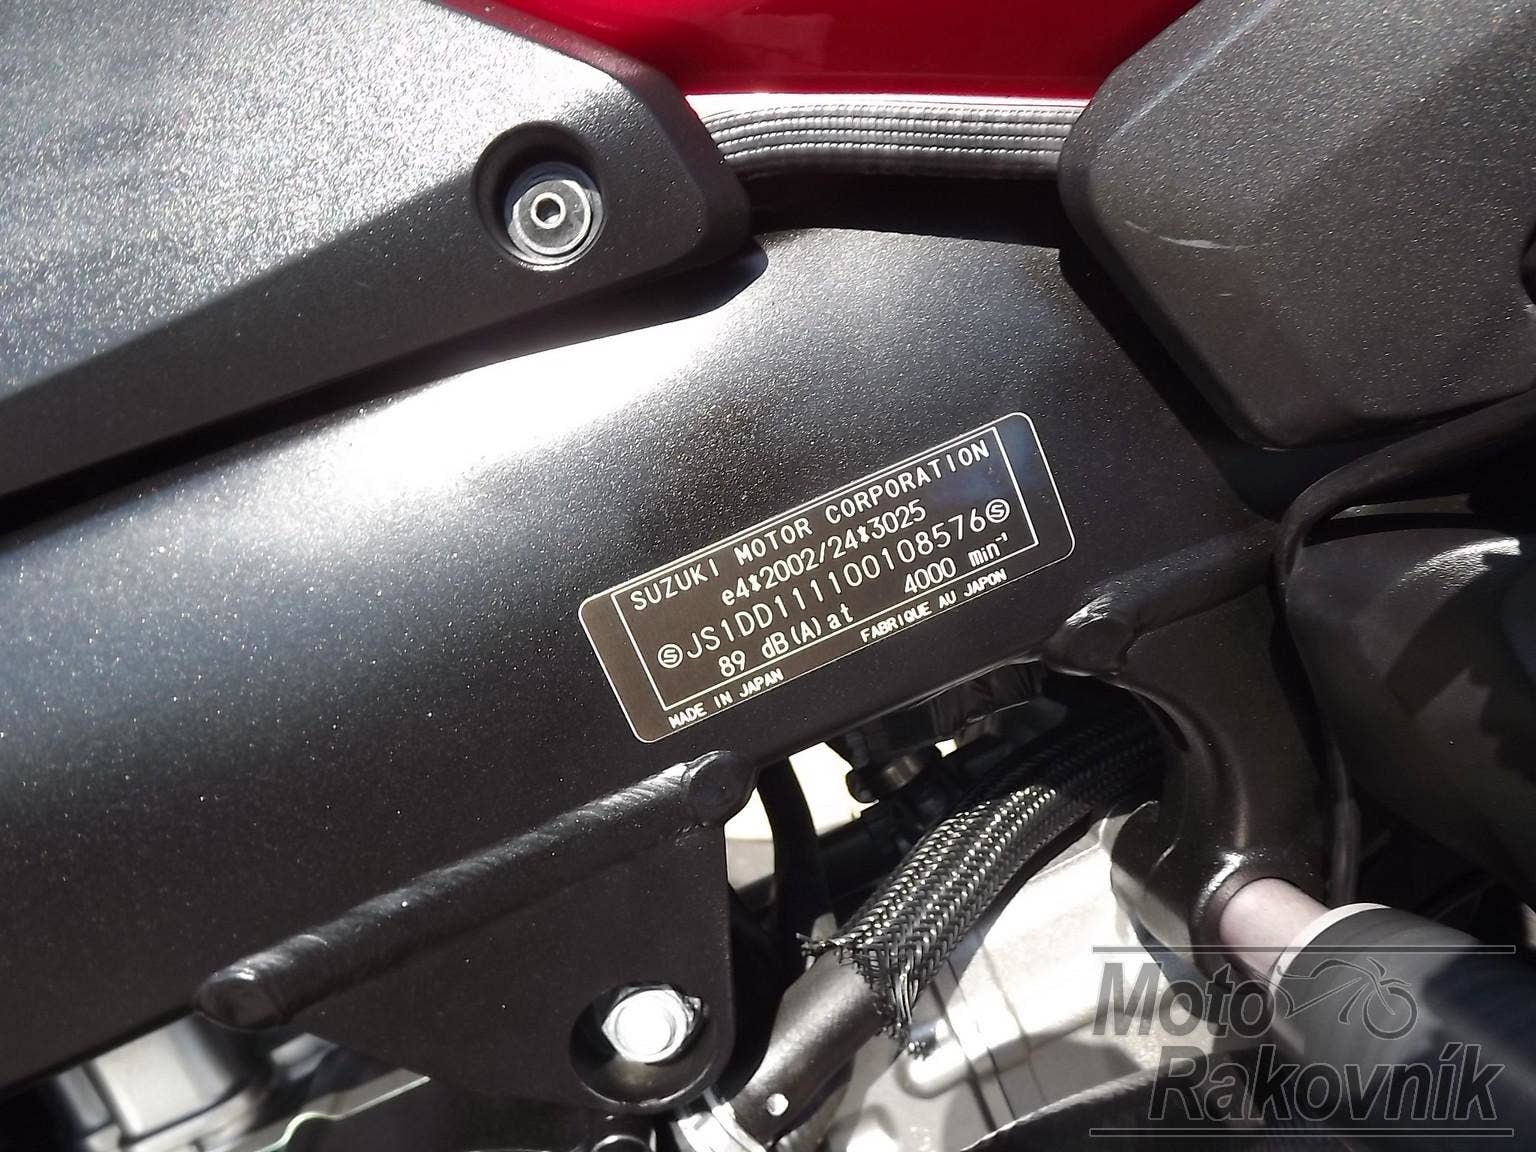 SUZUKI MOTOR CORPORATION
e4*2002/24*3025
ⓈJS1DD111100108576Ⓢ
89 dB(A) at 4000 min⁻¹
MADE IN JAPAN FABRIQUE AU JAPON
Moto
Rakovník